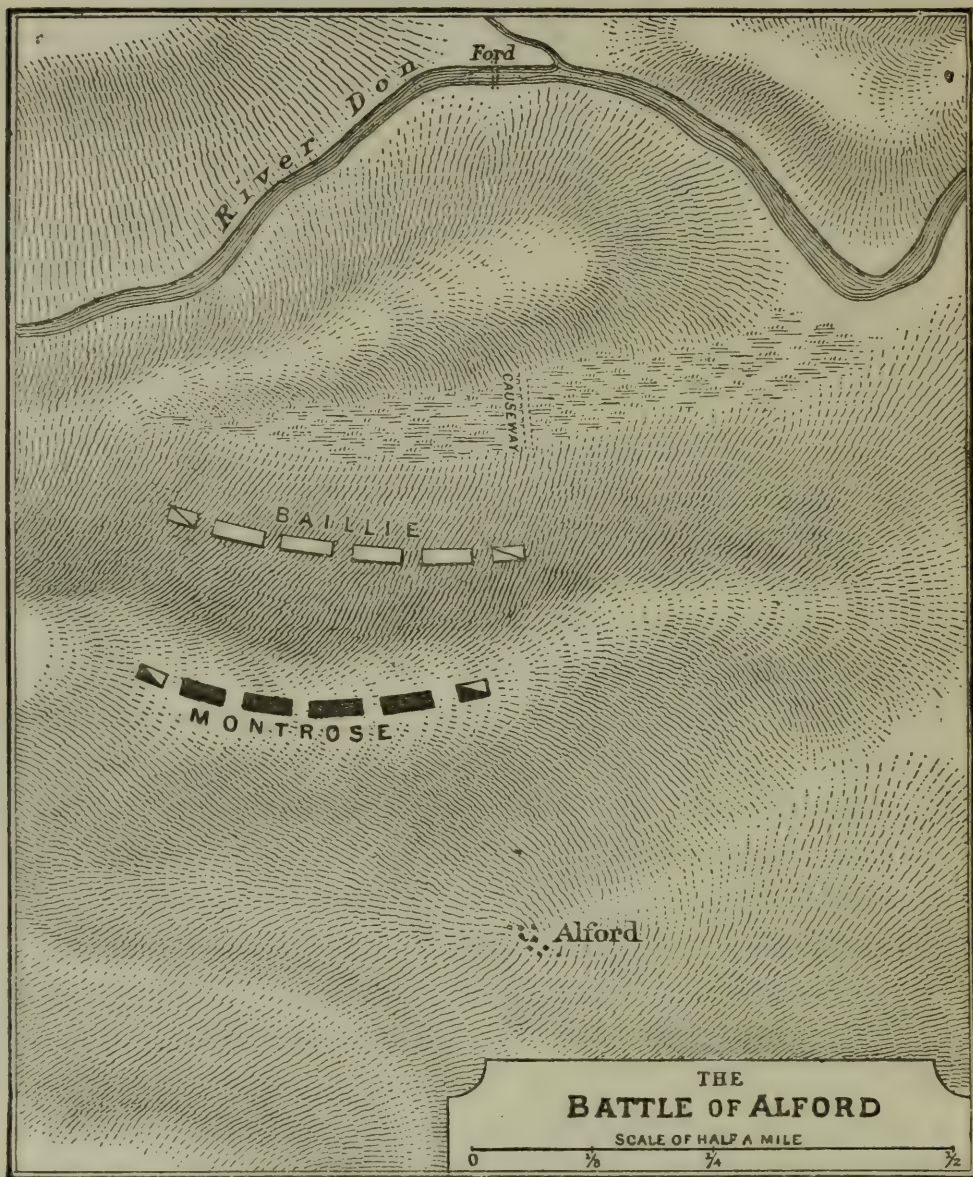 Ford
River Don
CAUSEWAY
BAILLIE
MONTROSE
Alford
THE
BATTLE OF ALFORD
SCALE OF HALF A MILE
0 1/8 1/4 1/2